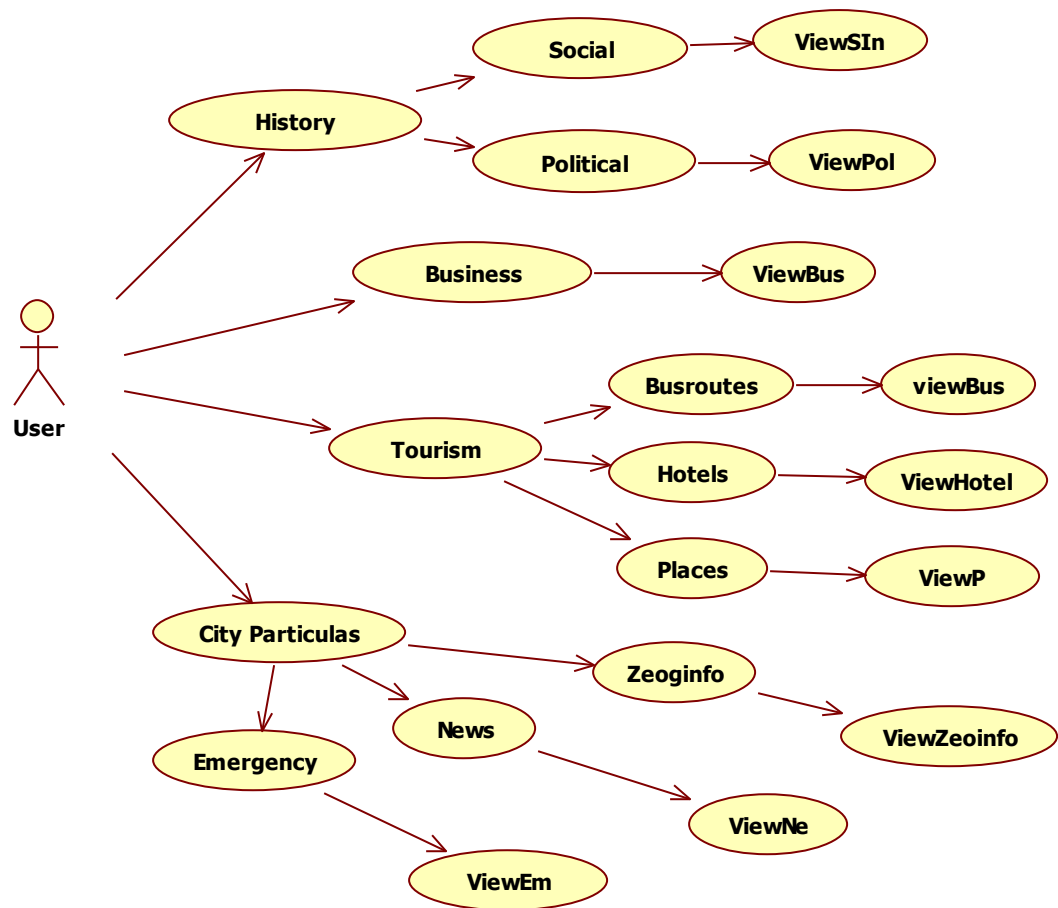 Social
ViewSIn
History
Political
ViewPol
Business
ViewBus
User
Busroutes
viewBus
Tourism
Hotels
ViewHotel
Places
ViewP
City Particulas
Zeoginfo
News
ViewZeoinfo
Emergency
ViewNe
ViewEm